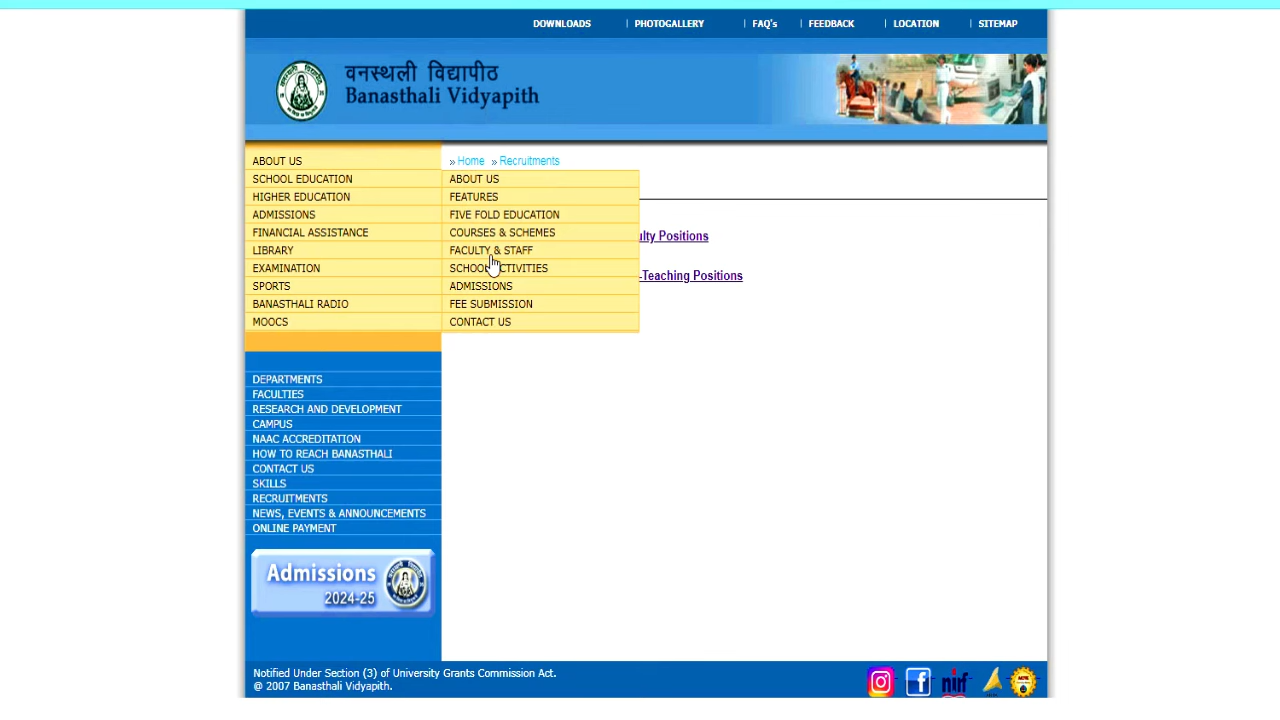 DOWNLOADS | PHOTOGALLERY | FAQ's | FEEDBACK | LOCATION | SITEMAP
वनस्थली विद्यापीठ
Banasthali Vidyapith
» Home » Recruitments
ABOUT US
SCHOOL EDUCATION
HIGHER EDUCATION
ADMISSIONS
FINANCIAL ASSISTANCE
LIBRARY
EXAMINATION
SPORTS
BANASTHALI RADIO
MOOCS
ABOUT US
FEATURES
FIVE FOLD EDUCATION
COURSES & SCHEMES
FACULTY & STAFF
ADMISSIONS
FEE SUBMISSION
CONTACT US
Positions
-Teaching Positions
DEPARTMENTS
FACULTIES
RESEARCH AND DEVELOPMENT
CAMPUS
NAAC ACCREDITATION
HOW TO REACH BANASTHALI
CONTACT US
SKILLS
RECRUITMENTS
NEWS, EVENTS & ANNOUNCEMENTS
ONLINE PAYMENT
Admissions
2024-25
Notified Under Section (3) of University Grants Commission Act.
@ 2007 Banasthali Vidyapith.
nirf